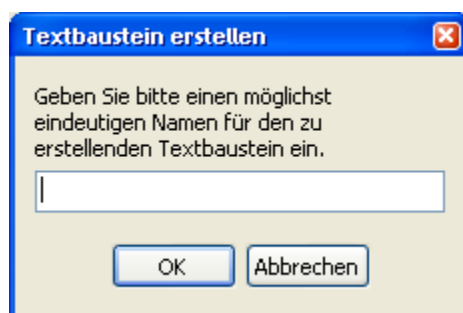 Textbaustein erstellen
Geben Sie bitte einen möglichst
eindeutigen Namen für den zu
erstellenden Textbaustein ein.
OK Abbrechen